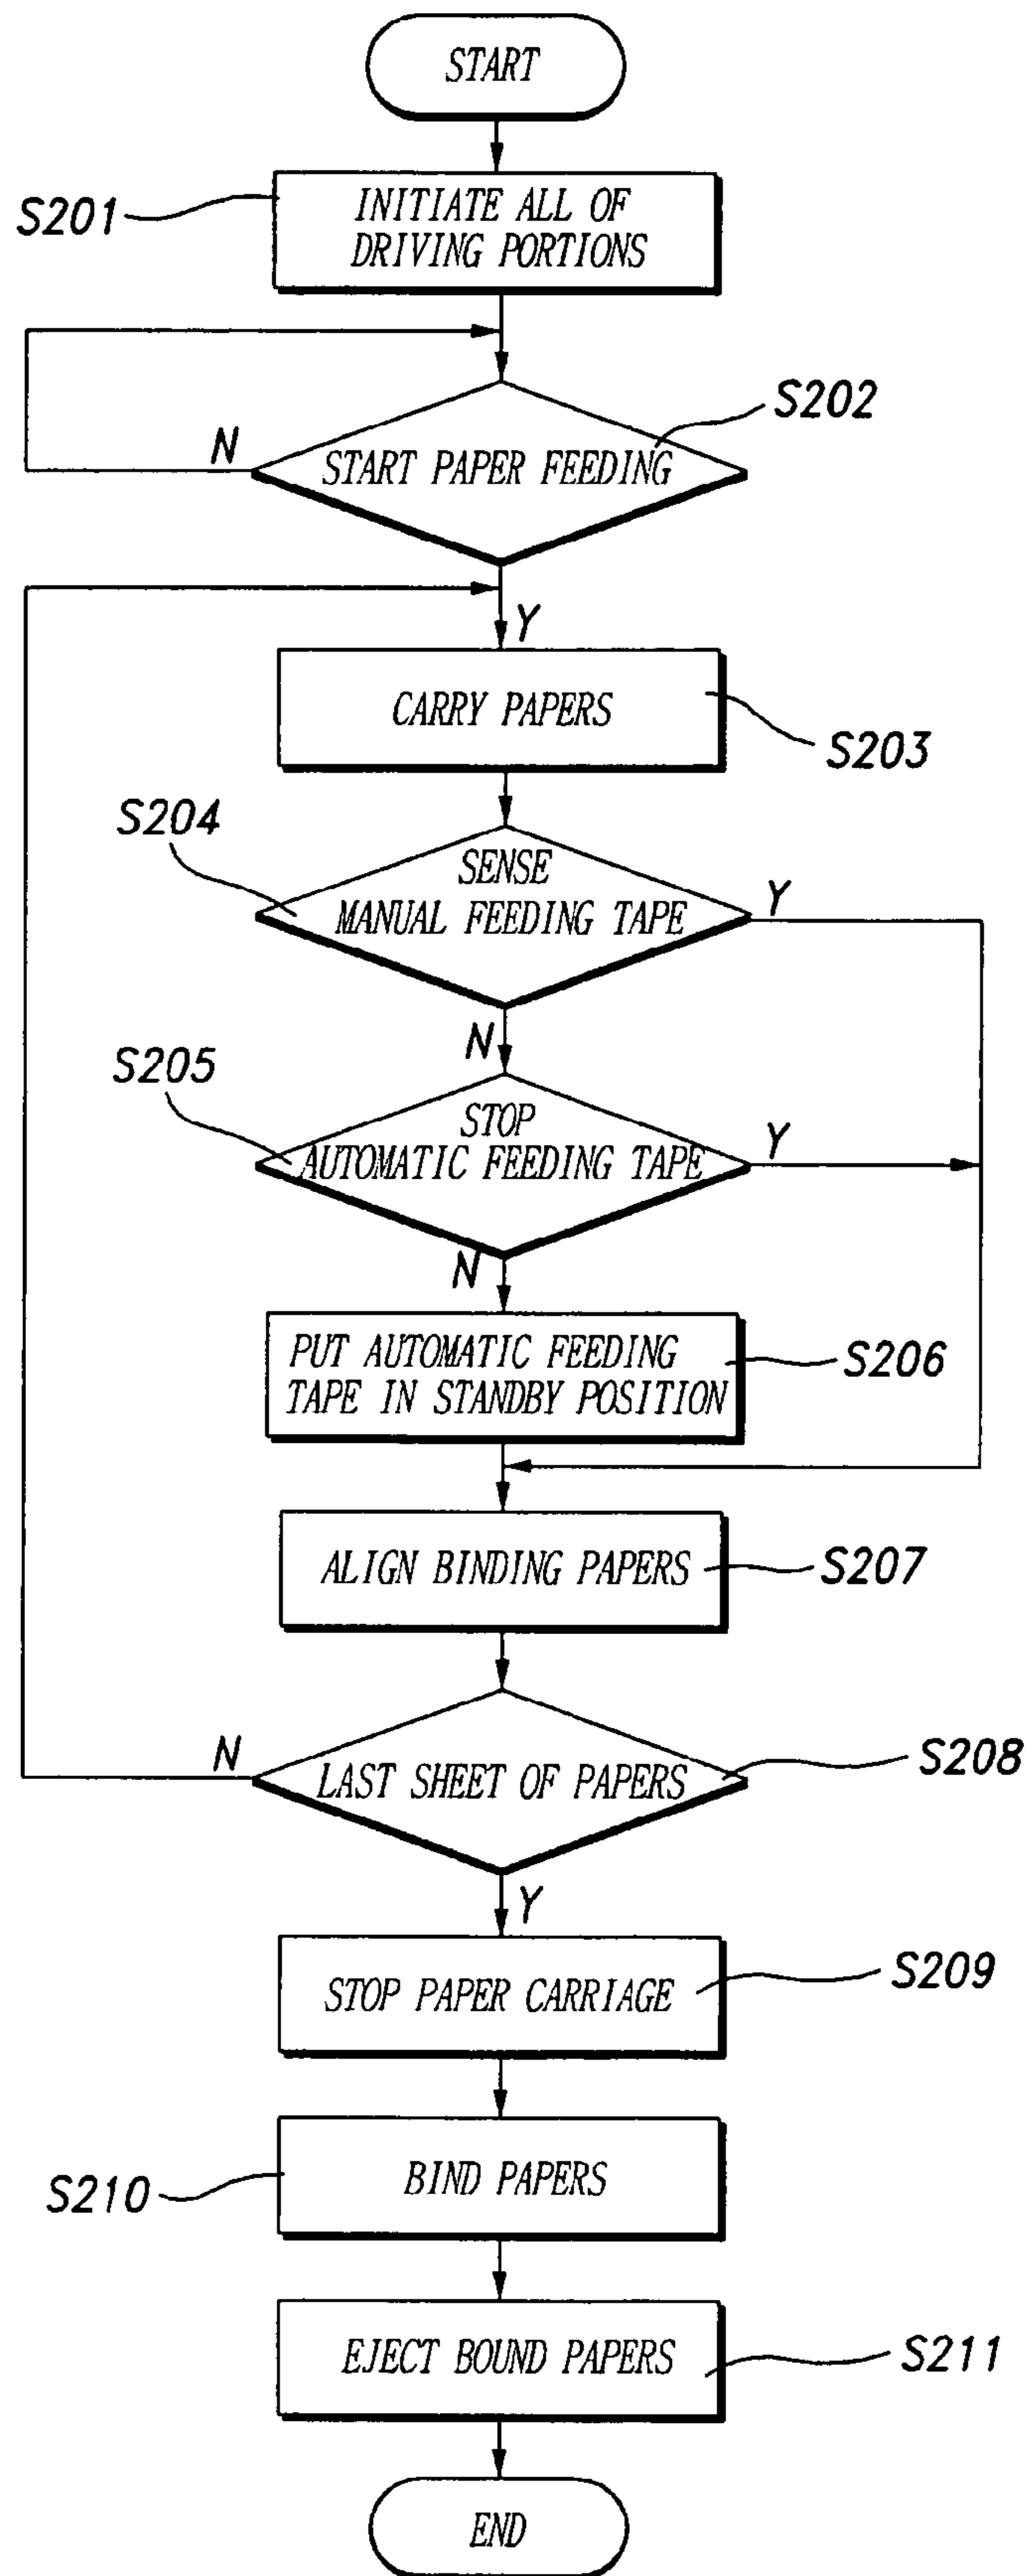 START
S201
INITIATE ALL OF
DRIVING PORTIONS
S202
N
START PAPER FEEDING
Y
CARRY PAPERS
S203
S204
SENSE
MANUAL FEEDING TAPE
Y
N
S205
STOP
AUTOMATIC FEEDING TAPE
Y
N
PUT AUTOMATIC FEEDING
TAPE IN STANDBY POSITION
S206
ALIGN BINDING PAPERS
S207
N
LAST SHEET OF PAPERS
S208
Y
STOP PAPER CARRIAGE
S209
BIND PAPERS
S210
EJECT BOUND PAPERS
S211
END